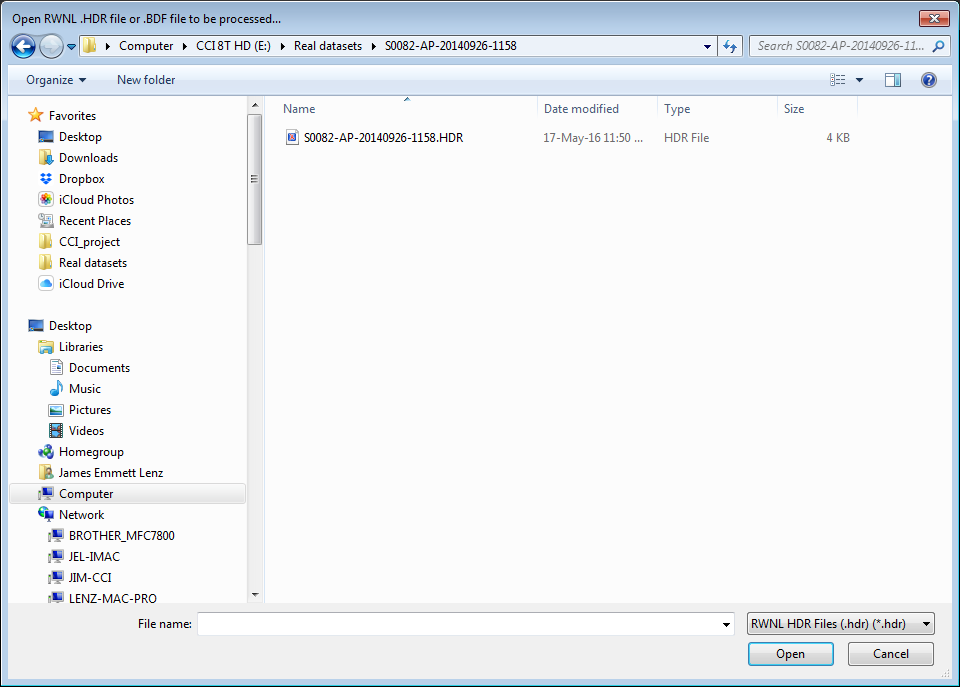 Open RWNL .HDR file or .BDF file to be processed...
Computer CCI 8T HD (E:) Real datasets S0082-AP-20140926-1158
Search S0082-AP-20140926-11...
Organize New folder
Name Date modified Type Size
S0082-AP-20140926-1158.HDR 17-May-16 11:50 ... HDR File 4 KB
Favorites
Desktop
Downloads
Dropbox
iCloud Photos
Recent Places
CCI_project
Real datasets
iCloud Drive
Desktop
Libraries
Documents
Music
Pictures
Videos
Homegroup
James Emmett Lenz
Computer
Network
BROTHER_MFC7800
JEL-IMAC
JIM-CCI
LENZ-MAC-PRO
File name:
RWNL HDR Files (.hdr) (*.hdr)
Open Cancel